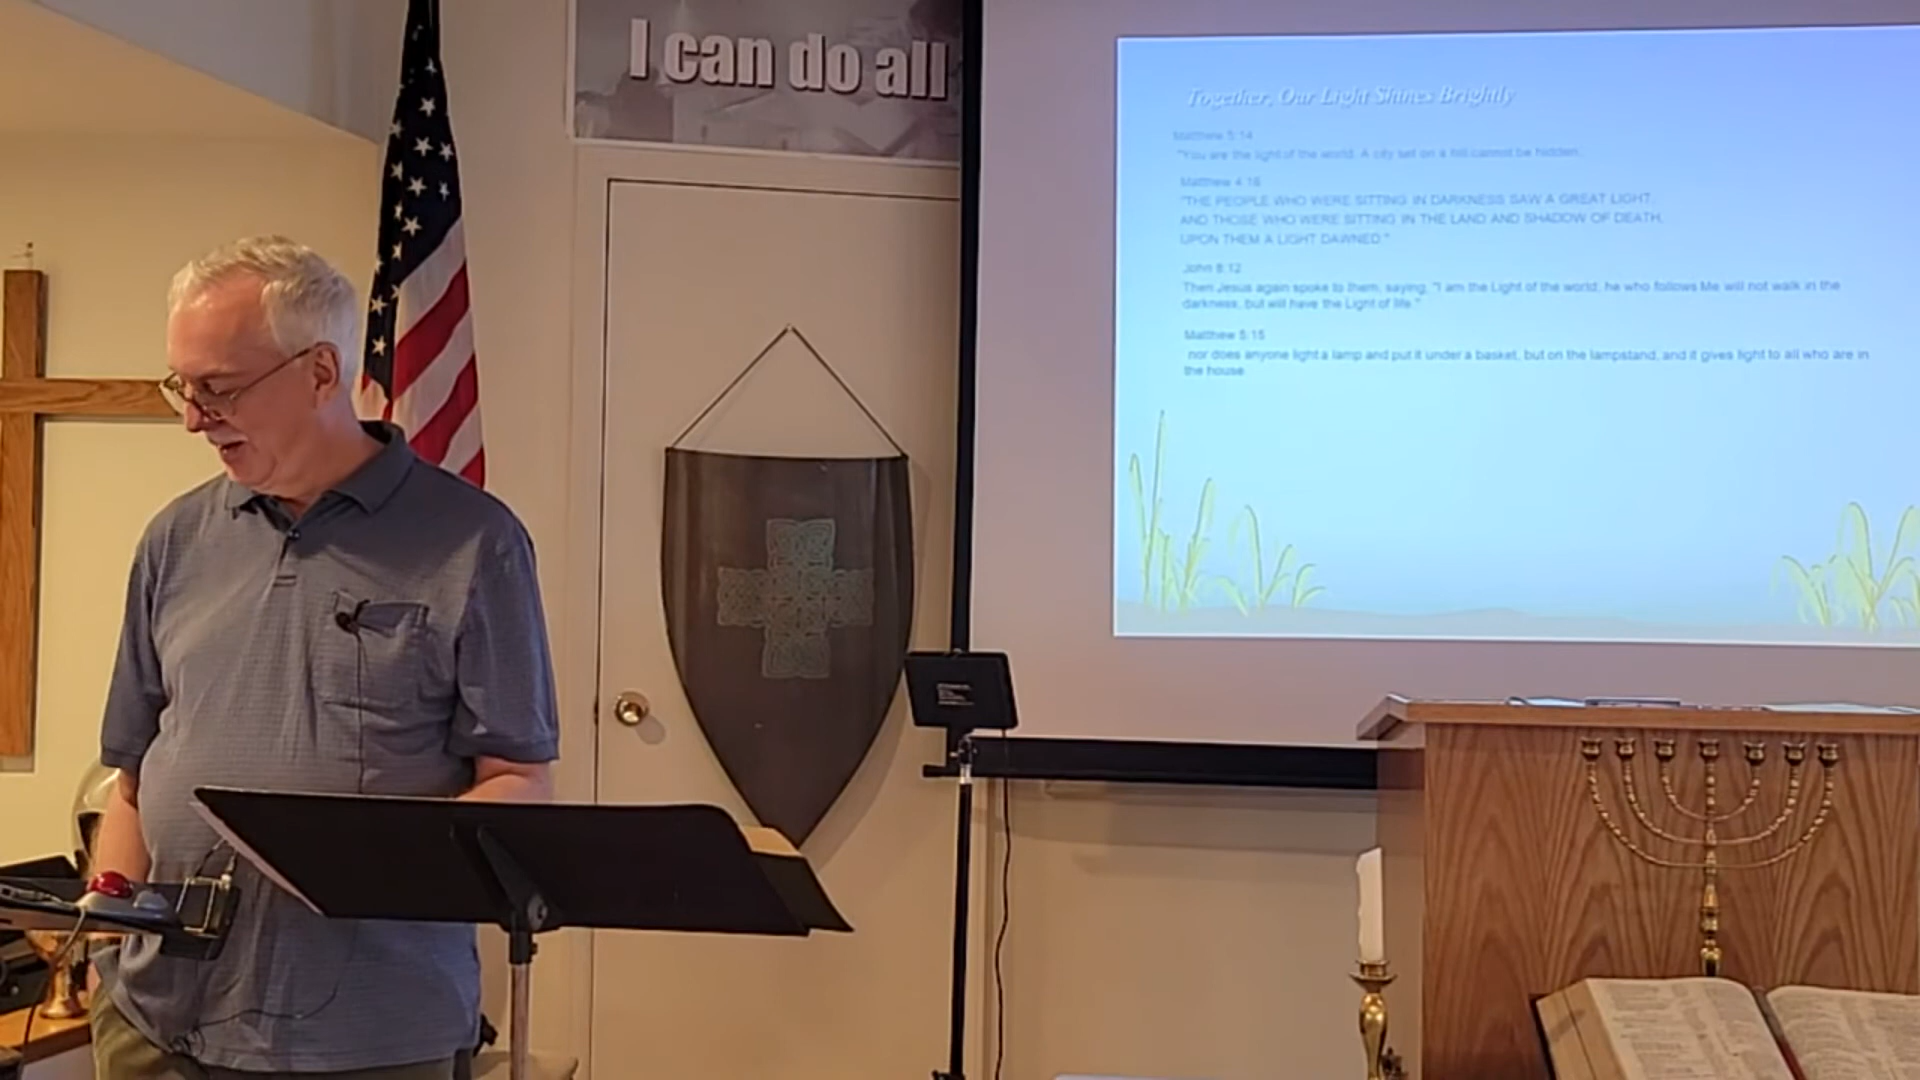 I can do all
Together, Our Light Shines Brightly
Matthew 5:14
"You are the light of the world. A city set on a hill cannot be hidden.
Matthew 4:16
"THE PEOPLE WHO WERE SITTING IN DARKNESS SAW A GREAT LIGHT,
AND THOSE WHO WERE SITTING IN THE LAND AND SHADOW OF DEATH,
UPON THEM A LIGHT DAWNED."
John 8:12
Then Jesus again spoke to them, saying, "I am the Light of the world; he who follows Me will not walk in the
darkness, but will have the Light of life."
Matthew 5:15
nor does anyone light a lamp and put it under a basket, but on the lampstand, and it gives light to all who are in
the house.